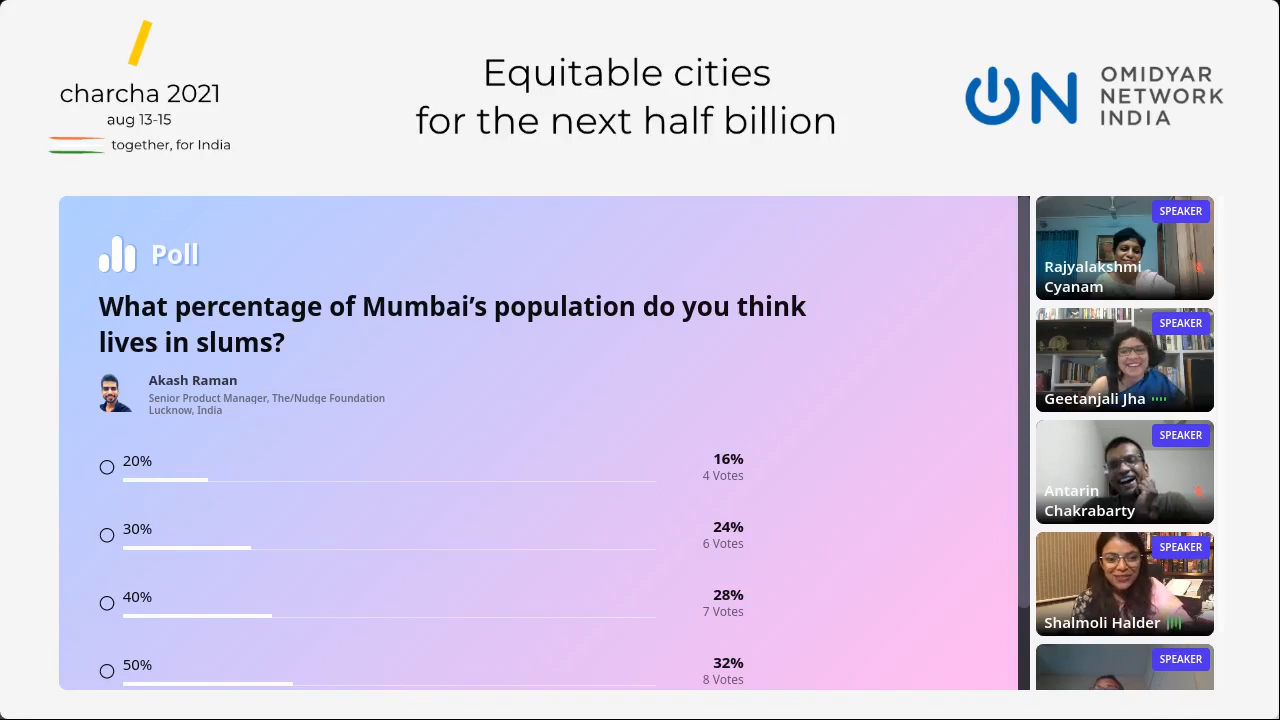 charcha 2021
aug 13-15
together, for India
Equitable cities
for the next half billion
ON
OMIDYAR
NETWORK
INDIA
Poll
What percentage of Mumbai's population do you think
lives in slums?
Akash Raman
Senior Product Manager, The/Nudge Foundation
Lucknow, India
20%
16%
4 Votes
30%
24%
6 Votes
40%
28%
7 Votes
50%
32%
8 Votes
SPEAKER
Rajyalakshmi
Cyanam
SPEAKER
Geetanjali Jha
SPEAKER
Antarin
Chakrabarty
SPEAKER
Shalmoli Halder
SPEAKER